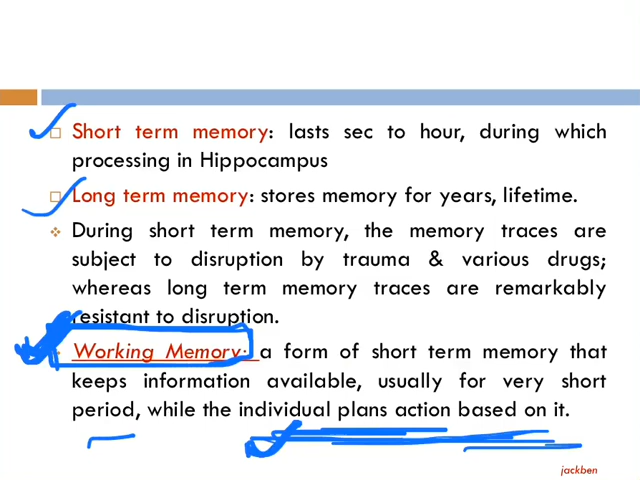 Short term memory: lasts sec to hour, during which
processing in Hippocampus
Long term memory: stores memory for years, lifetime.
During short term memory, the memory traces are
subject to disruption by trauma & various drugs;
whereas long term memory traces are remarkably
resistant to disruption.
Working Memory: a form of short term memory that
keeps information available, usually for very short
period, while the individual plans action based on it.
jackben